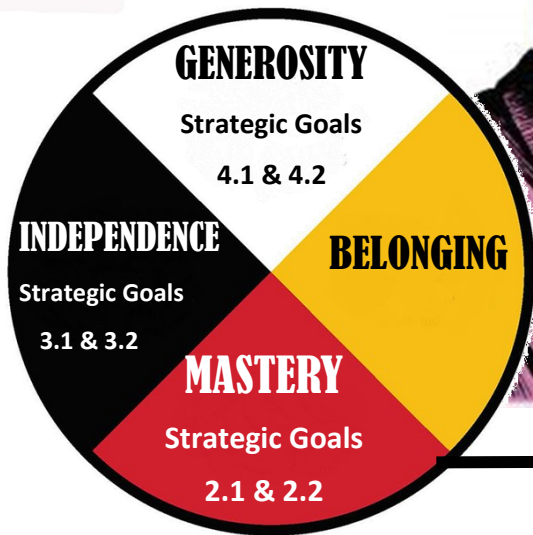 GENEROSITY
Strategic Goals
4.1 & 4.2
INDEPENDENCE
Strategic Goals
3.1 & 3.2
BELONGING
MASTERY
Strategic Goals
2.1 & 2.2